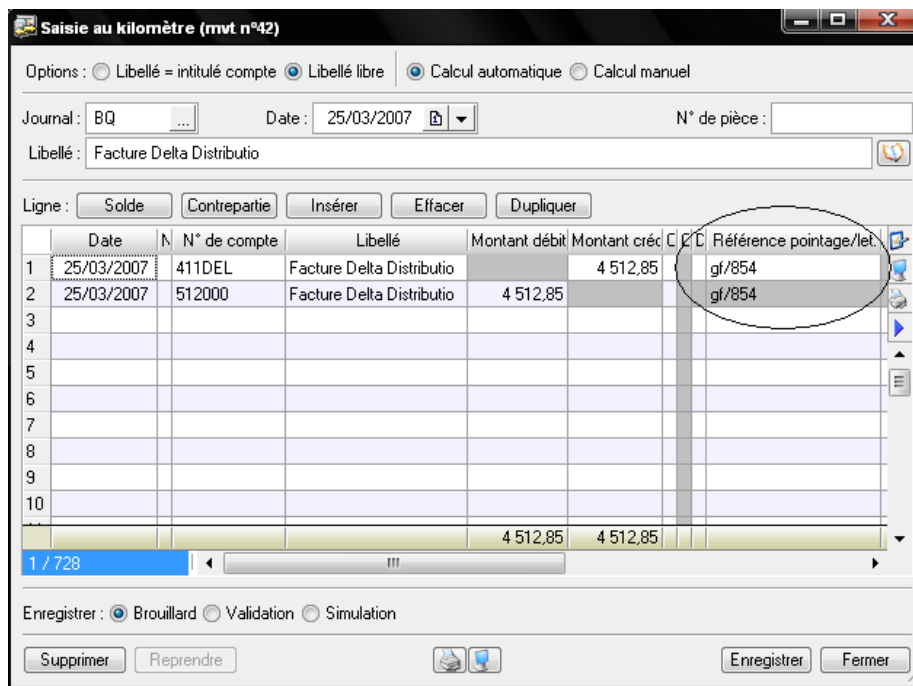 Saisie au kilomètre (mvt n°42)
Options : Libellé = intitulé compte Libellé libre Calcul automatique Calcul manuel
Journal : BQ ... Date : 25/03/2007 N° de pièce :
Libellé : Facture Delta Distributio
Ligne : Solde Contrepartie Insérer Effacer Dupliquer
Date N N° de compte Libellé Montant débit Montant créc Référence pointage/let.
1 25/03/2007 411DEL Facture Delta Distributio 4 512,85 gf/854
2 25/03/2007 512000 Facture Delta Distributio 4 512,85 gf/854
3
4
5
6
7
8
9
10
4 512,85 4 512,85
1 / 728
Enregistrer : Brouillard Validation Simulation
Supprimer Reprendre Enregistrer Fermer